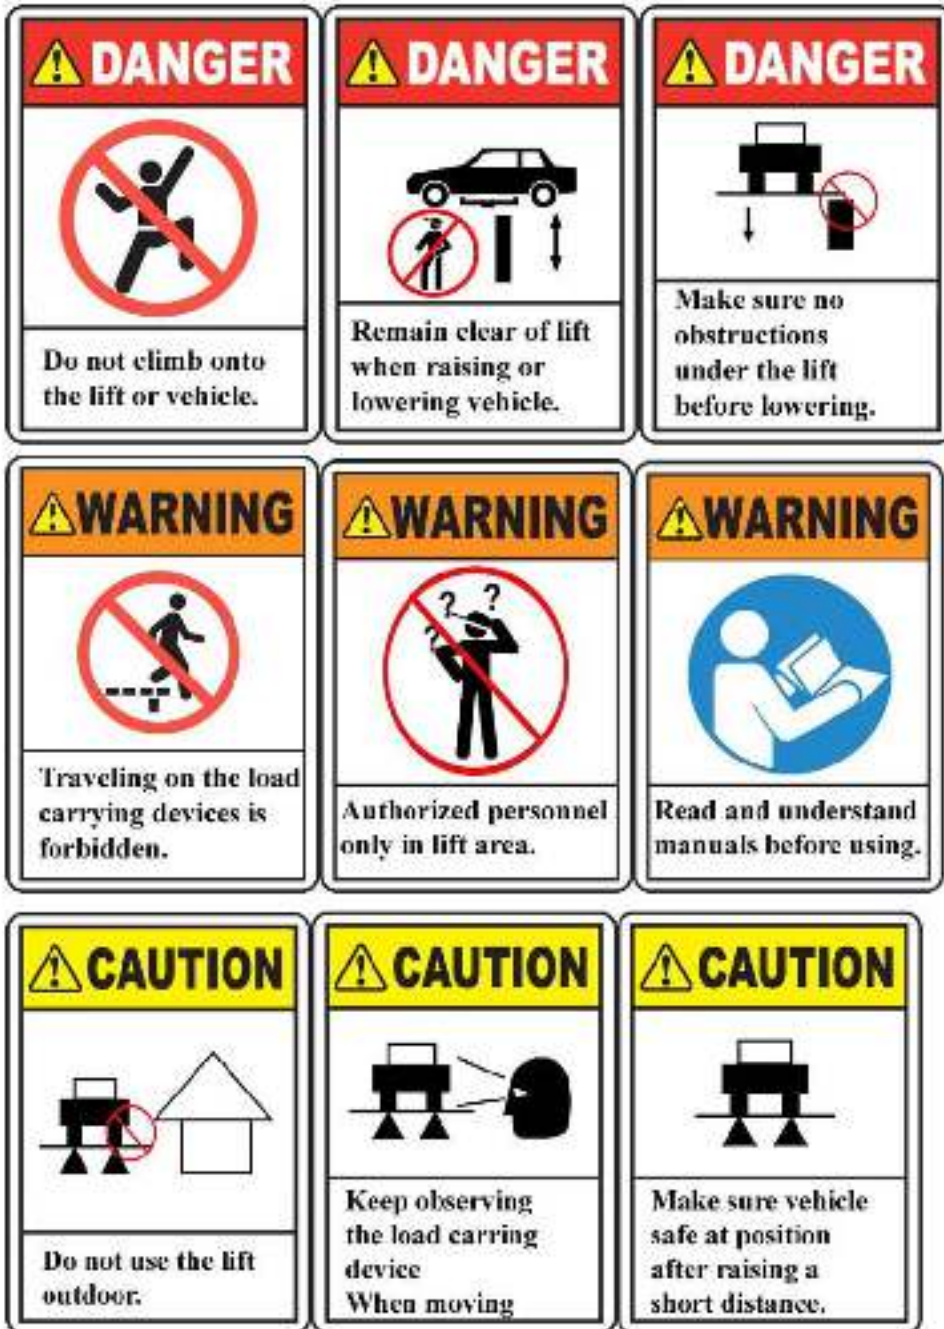 DANGER
Do not climb onto
the lift or vehicle.
DANGER
Remain clear of lift
when raising or
lowering vehicle.
DANGER
Make sure no
obstructions
under the lift
before lowering.
WARNING
Traveling on the load
carrying devices is
forbidden.
WARNING
? ?
?
Authorized personnel
only in lift area.
WARNING
Read and understand
manuals before using.
CAUTION
Do not use the lift
outdoor.
CAUTION
Keep observing
the load carring
device
When moving
CAUTION
Make sure vehicle
safe at position
after raising a
short distance.